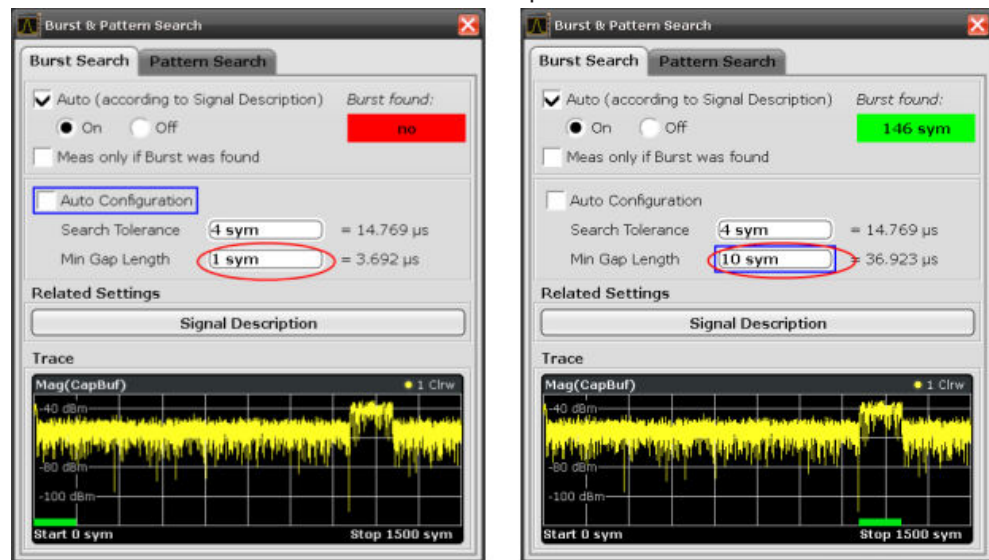 Burst & Pattern Search
Burst Search Pattern Search
Auto (according to Signal Description) Burst found:
On Off no
Meas only if Burst was found
Auto Configuration
Search Tolerance 4 sym = 14.769 µs
Min Gap Length 1 sym = 3.692 µs
Related Settings
Signal Description
Trace
Mag(CapBuf) 1 Clrw
-40 dBm
-80 dBm
-100 dBm
Start 0 sym Stop 1500 sym
Burst & Pattern Search
Burst Search Pattern Search
Auto (according to Signal Description) Burst found:
On Off 146 sym
Meas only if Burst was found
Auto Configuration
Search Tolerance 4 sym = 14.769 µs
Min Gap Length 10 sym = 36.923 µs
Related Settings
Signal Description
Trace
Mag(CapBuf) 1 Clrw
-40 dBm
-80 dBm
-100 dBm
Start 0 sym Stop 1500 sym